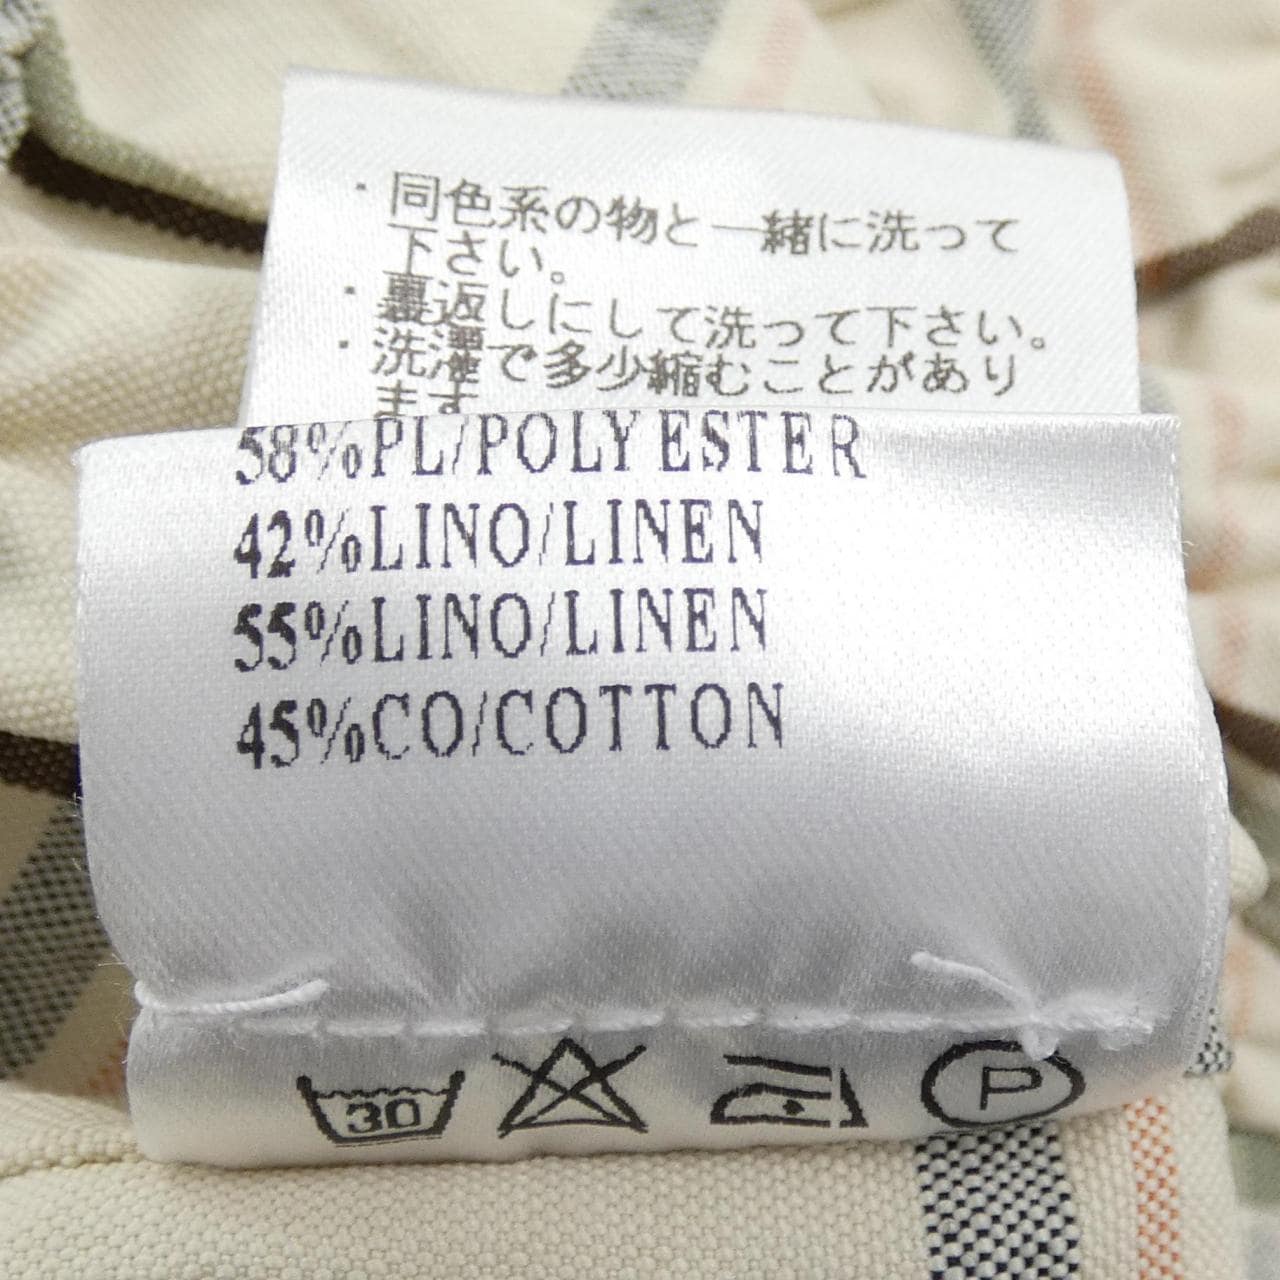 ・同色系の物と一緒に洗って
下さい。
・裏返しにして洗って下さい。
・洗濯で多少縮むことがあり
ます
58%PL/POLYESTER
42%LINO/LINEN
55%LINO/LINEN
45%CO/COTTON
30 P